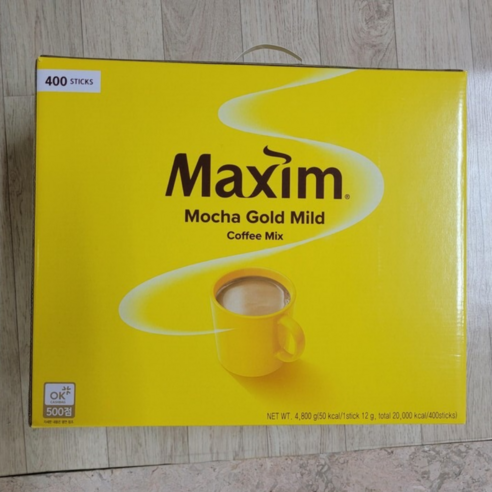 400 STICKS
Maxim®
Mocha Gold Mild
Coffee Mix
OK
500점
NET WT. 4,800 g(50 kcal/1stick 12 g, total 20,000 kcal/400sticks)